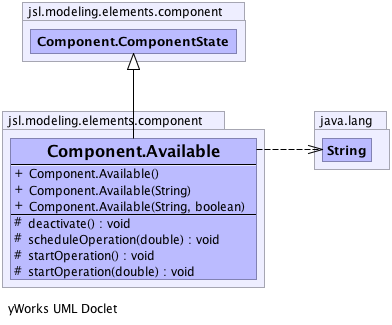 jsl.modeling.elements.component
Component.ComponentState
jsl.modeling.elements.component
java.lang
Component.Available
String
+ Component.Available()
+ Component.Available(String)
+ Component.Available(String, boolean)
# deactivate() : void
# scheduleOperation(double) : void
# startOperation() : void
# startOperation(double) : void
yWorks UML Doclet